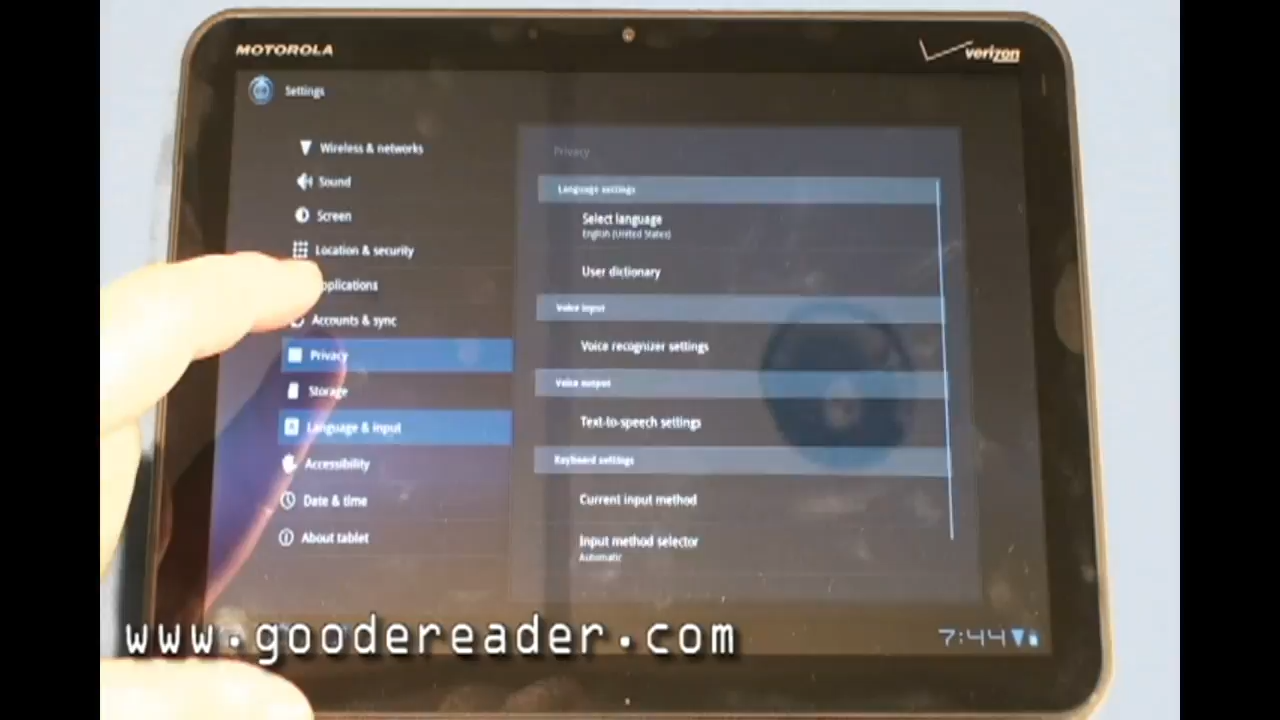 MOTOROLA
verizon
Settings
Wireless & networks
Sound
Screen
Location & security
pplications
Accounts & sync
Privacy
Storage
Language & input
Accessibility
Date & time
About tablet
Privacy
Language settings
Select language
English (United States)
User dictionary
Voice input
Voice recognizer settings
Voice output
Text-to-speech settings
Keyboard settings
Current input method
Input method selector
Automatic
www.goodereader.com
7:44